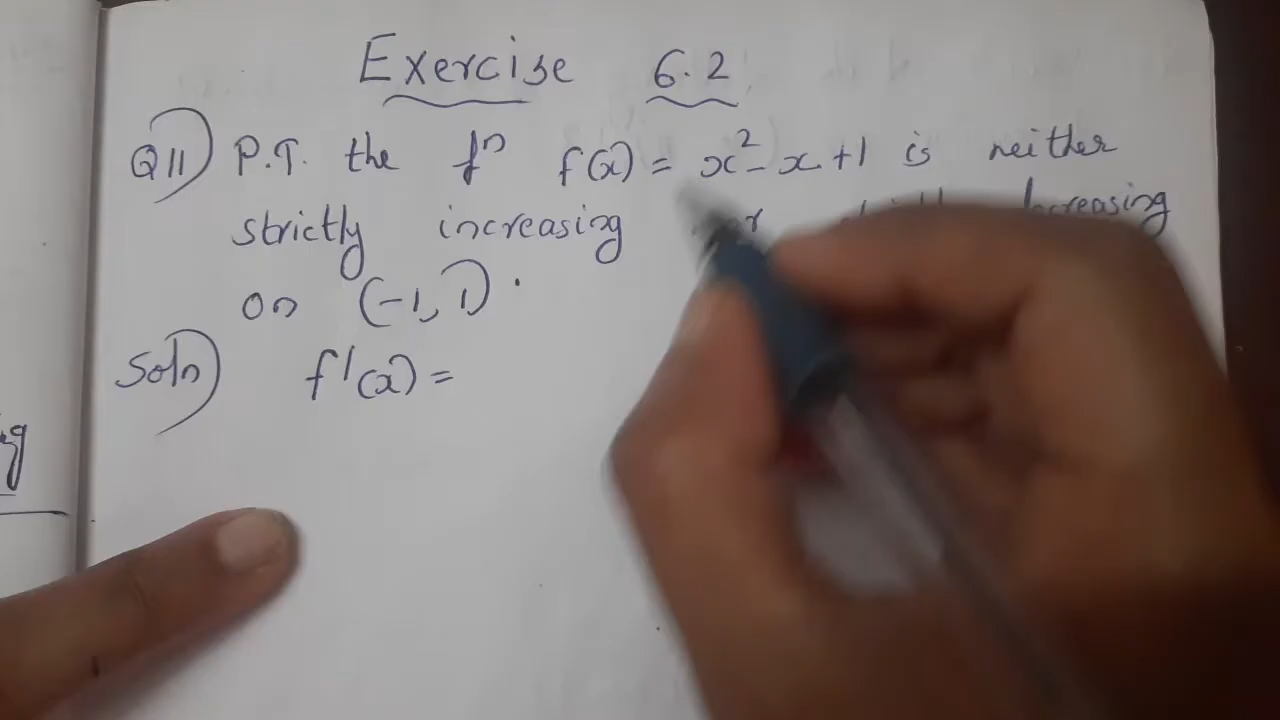 Exercise 6.2
Q11) P.T. the fⁿ f(x) = x² - x + 1 is neither
strictly increasing
on (-1, 1).
Soln) f'(x) =